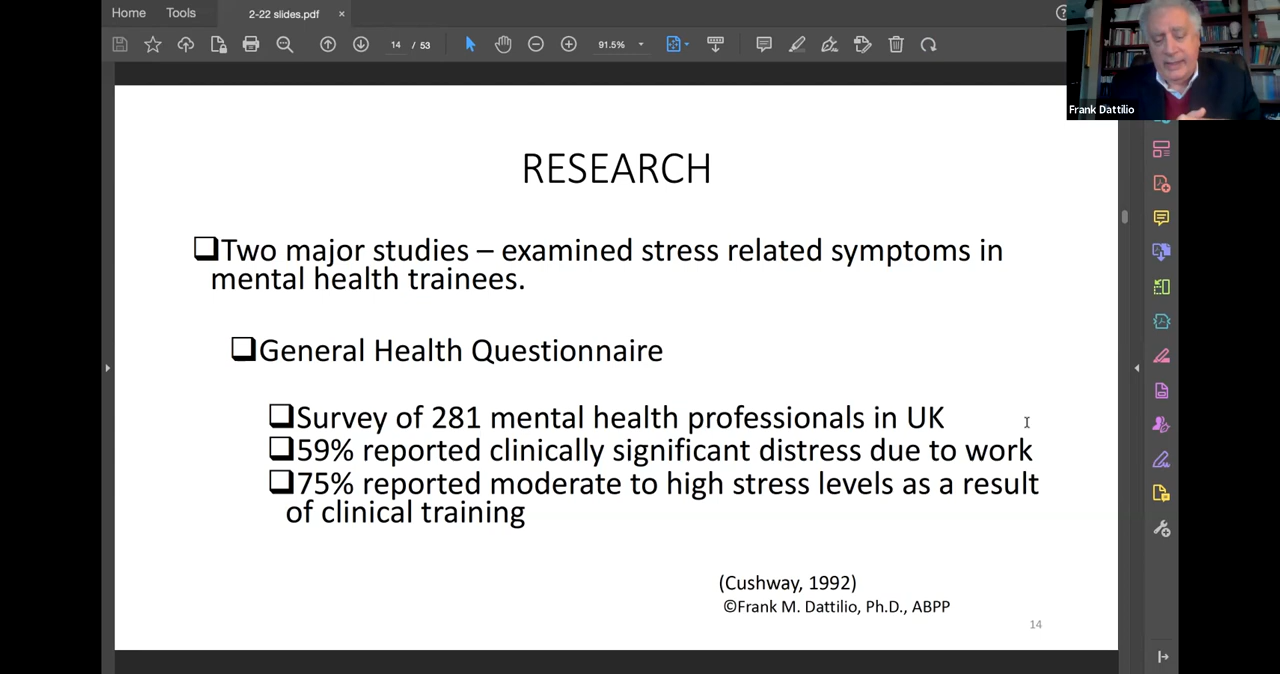 Home Tools 2-22 slides.pdf ×
14 / 53 91.5%
Frank Dattilio
RESEARCH
❑Two major studies – examined stress related symptoms in
mental health trainees.
❑General Health Questionnaire
❑Survey of 281 mental health professionals in UK
❑59% reported clinically significant distress due to work
❑75% reported moderate to high stress levels as a result
of clinical training
(Cushway, 1992)
©Frank M. Dattilio, Ph.D., ABPP
14